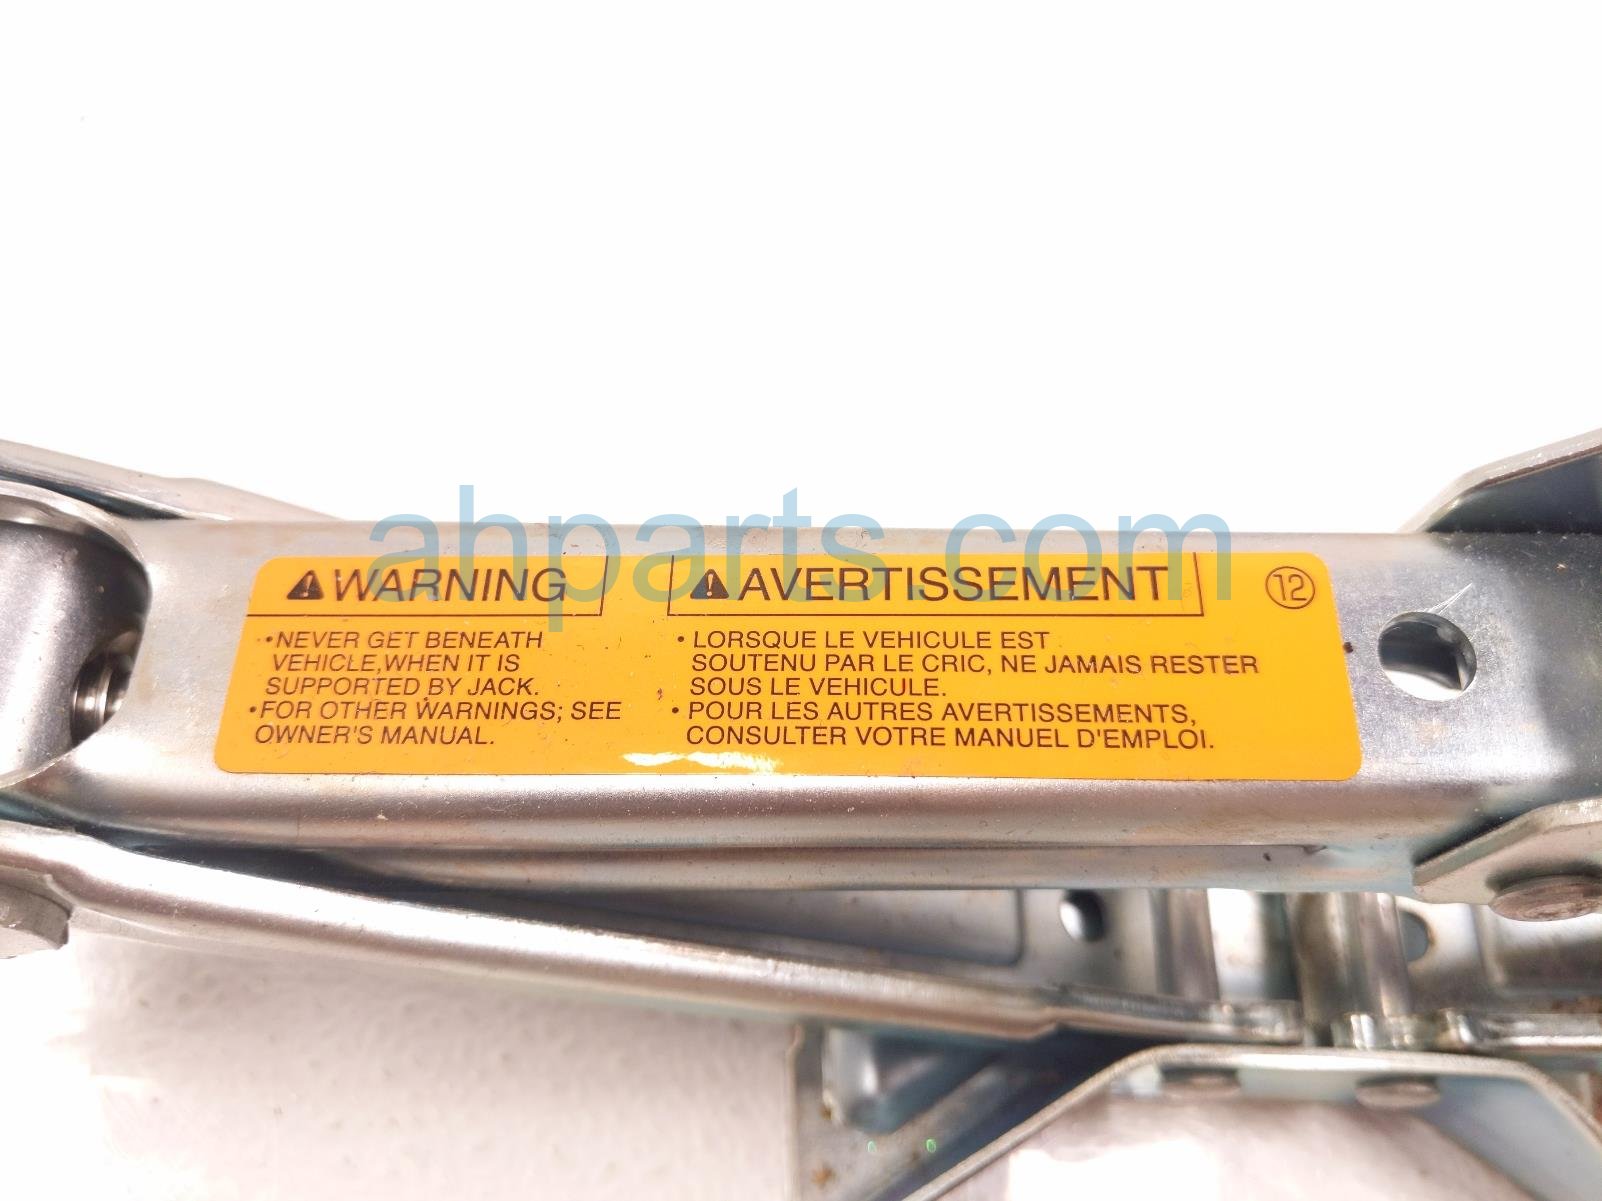 ahparts.com
WARNING
•NEVER GET BENEATH
VEHICLE,WHEN IT IS
SUPPORTED BY JACK.
•FOR OTHER WARNINGS; SEE
OWNER'S MANUAL.
AVERTISSEMENT
12
• LORSQUE LE VEHICULE EST
SOUTENU PAR LE CRIC, NE JAMAIS RESTER
SOUS LE VEHICULE.
• POUR LES AUTRES AVERTISSEMENTS,
CONSULTER VOTRE MANUEL D'EMPLOI.